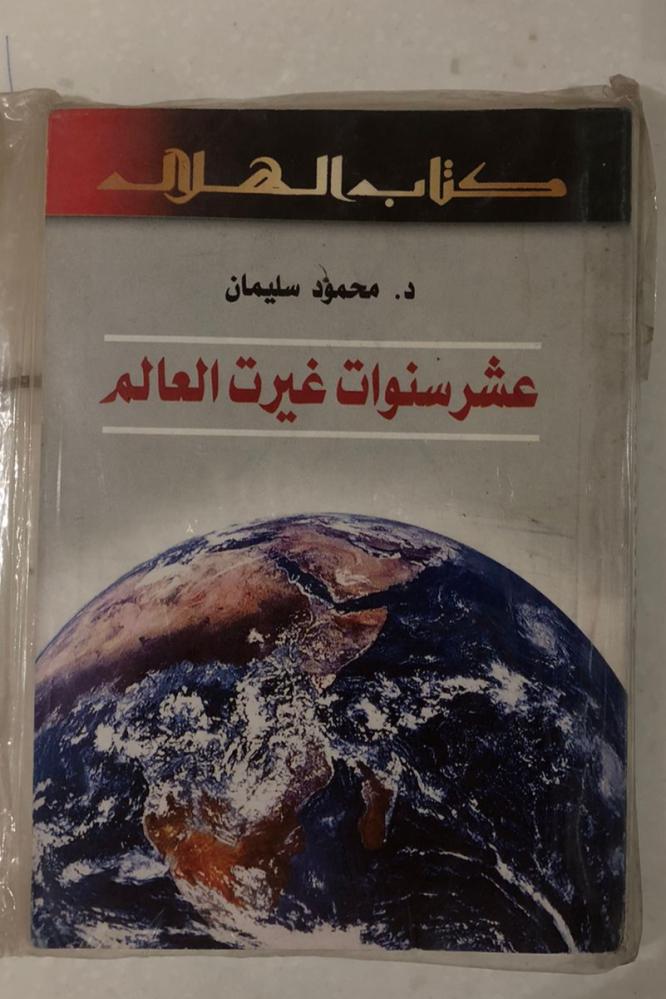 كتاب الهلال
د. محمود سليمان
عشر سنوات غيرت العالم